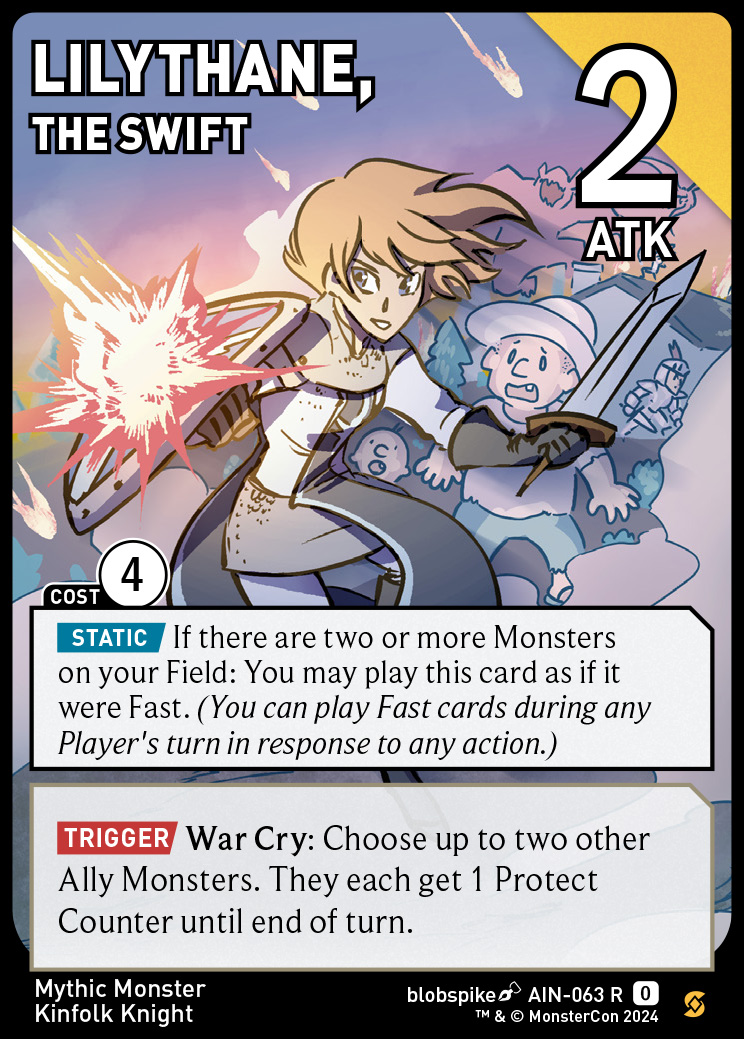 LILYTHANE,
THE SWIFT
2
ATK
COST 4
STATIC If there are two or more Monsters
on your Field: You may play this card as if it
were Fast. (You can play Fast cards during any
Player's turn in response to any action.)
TRIGGER War Cry: Choose up to two other
Ally Monsters. They each get 1 Protect
Counter until end of turn.
Mythic Monster
Kinfolk Knight
blobspike AIN-063 R 0
™ & © MonsterCon 2024